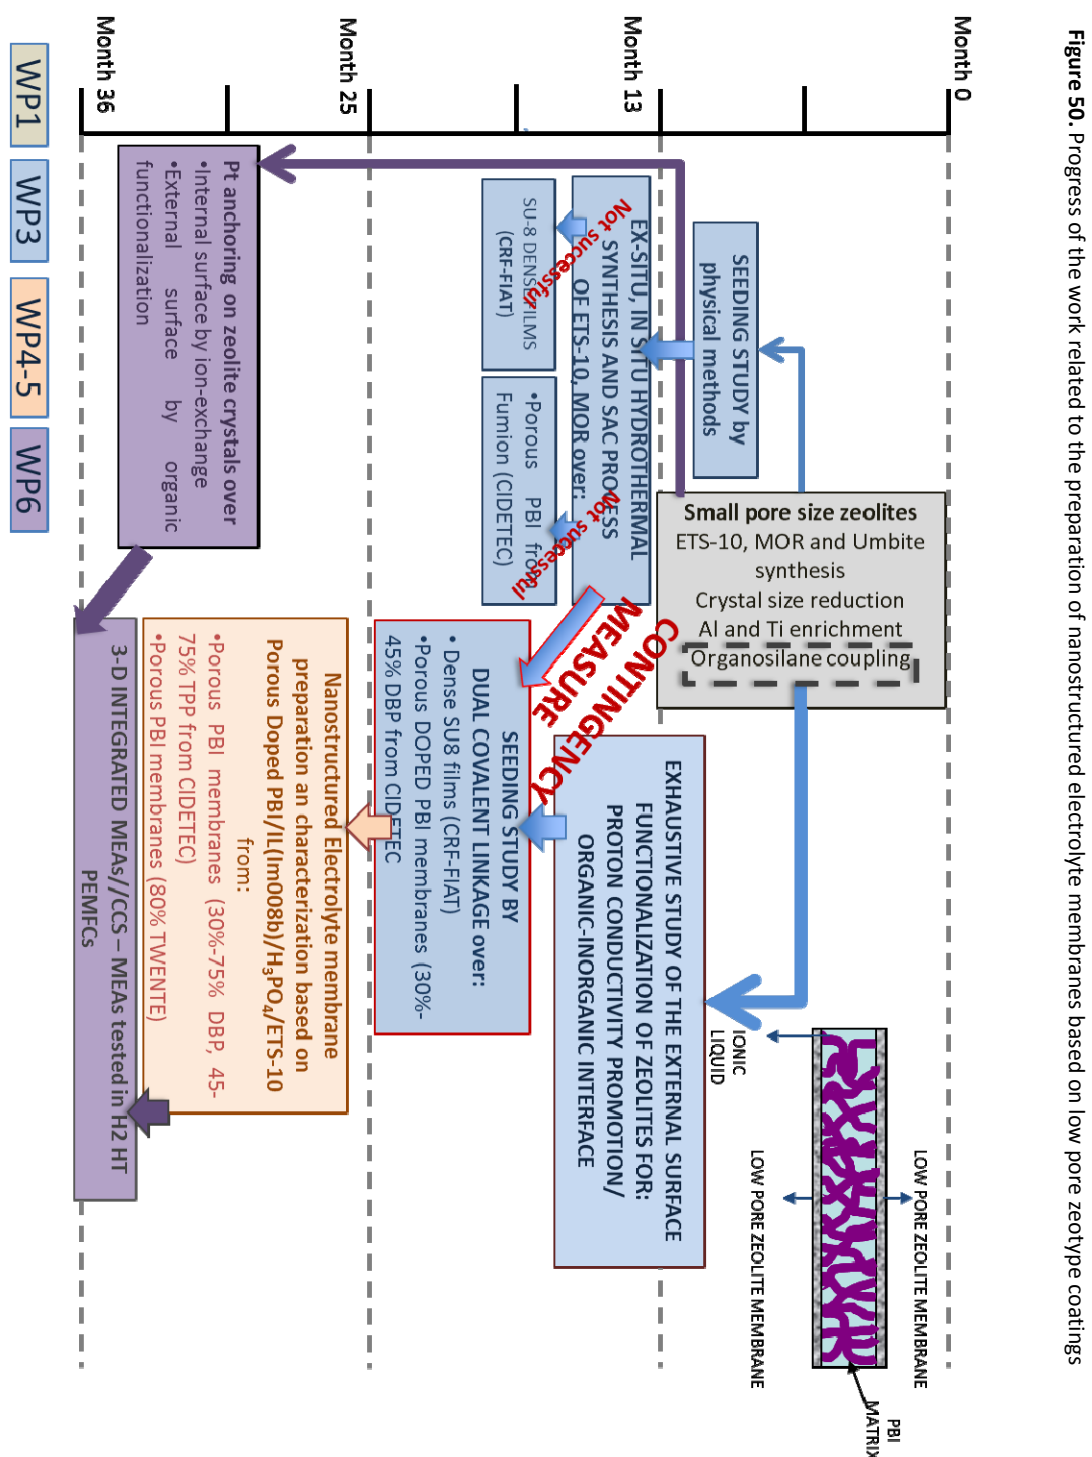 Figure 50. Progress of the work related to the preparation of nanostructured electrolyte membranes based on low pore zeotype coatings
Month 0
Month 13
Month 25
Month 36
LOW PORE ZEOLITE MEMBRANE
PBI
MATRIX
IONIC
LIQUID
LOW PORE ZEOLITE MEMBRANE
Small pore size zeolites
ETS-10, MOR and Umbite
synthesis
Crystal size reduction
Al and Ti enrichment
Organosilane coupling
SEEDING STUDY by
physical methods
EX-SITU, IN SITU HYDROTHERMAL
SYNTHESIS AND SAC PROCESS
OF ETS-10, MOR over:
Not successful
SU-8 DENSE FILMS
(CRF-FIAT)
Not successful
•Porous PBI from
Fumion (CIDETEC)
CONTINGENCY
MEASURE
EXHAUSTIVE STUDY OF THE EXTERNAL SURFACE
FUNCTIONALIZATION OF ZEOLITES FOR:
PROTON CONDUCTIVITY PROMOTION/
ORGANIC-INORGANIC INTERFACE
SEEDING STUDY BY
DUAL COVALENT LINKAGE over:
• Dense SU8 films (CRF-FIAT)
•Porous DOPED PBI membranes (30%-
45% DBP from CIDETEC
Nanostructured Electrolyte membrane
preparation an characterization based on
Porous Doped PBI/IL(Im008b)/H₃PO₄/ETS-10
from:
•Porous PBI membranes (30%-75% DBP, 45-
75% TPP from CIDETEC)
•Porous PBI membranes (80% TWENTE)
Pt anchoring on zeolite crystals over
•Internal surface by ion-exchange
•External surface by organic
functionalization
3-D INTEGRATED MEAs//CCS – MEAs tested in H2 HT
PEMFCs
WP1
WP3
WP4-5
WP6